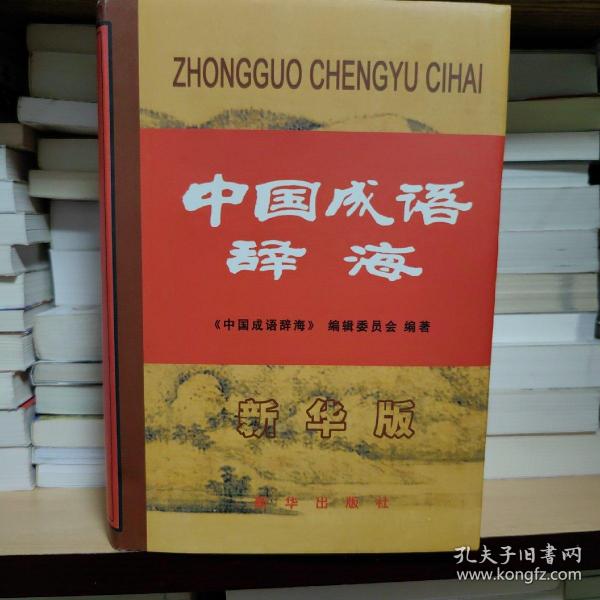 ZHONGGUO CHENGYU CIHAI
中国成语
辞海
《中国成语辞海》 编辑委员会 编著
新华版
新华出版社
孔夫子旧书网
www.kongfz.com